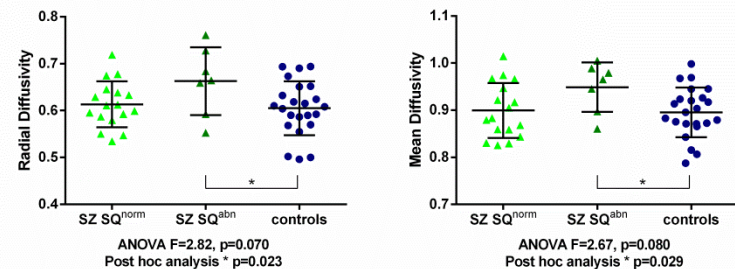 0.8
0.7
0.6
0.5
0.4
Radial Diffusivity
*
SZ SQnorm SZ SQabn controls
ANOVA F=2.82, p=0.070
Post hoc analysis * p=0.023
1.1
1.0
0.9
0.8
0.7
Mean Diffusivity
*
SZ SQnorm SZ SQabn controls
ANOVA F=2.67, p=0.080
Post hoc analysis * p=0.029